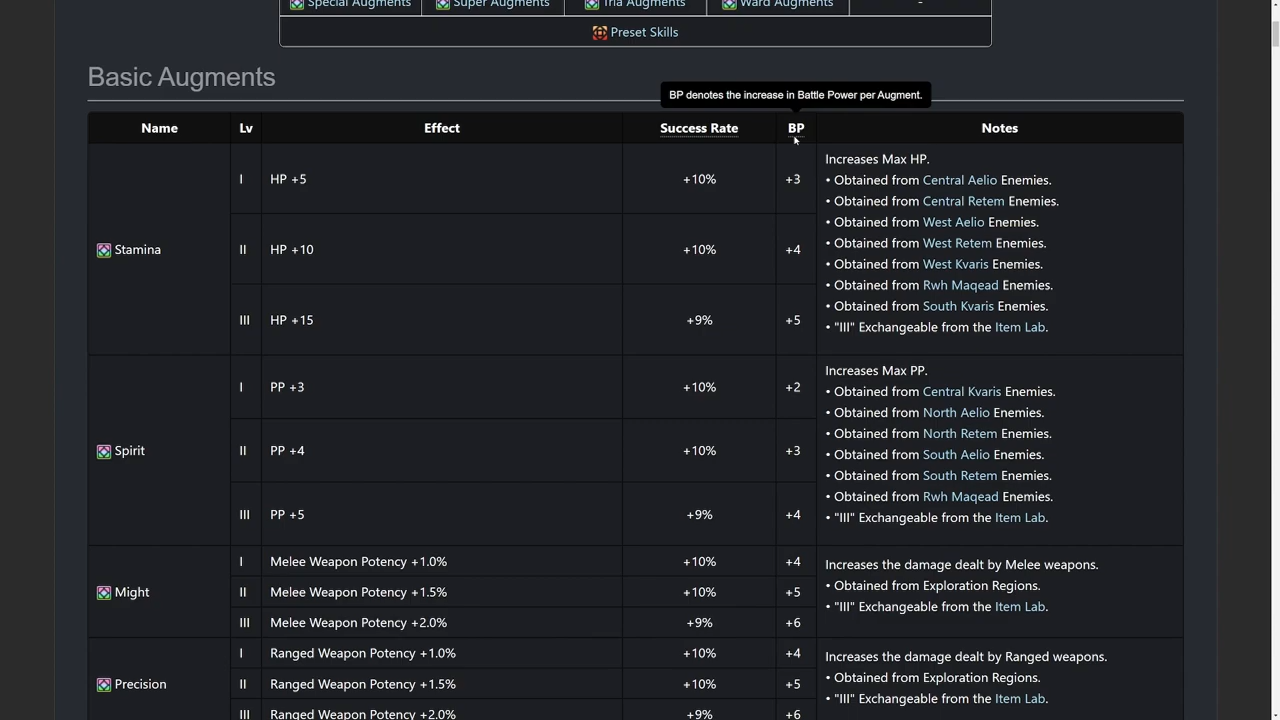 Special Augments
Super Augments
Tria Augments
Ward Augments
-
Preset Skills
Basic Augments
BP denotes the increase in Battle Power per Augment.
Name Lv Effect Success Rate BP Notes
Stamina
I HP +5 +10% +3
II HP +10 +10% +4
III HP +15 +9% +5
Increases Max HP.
• Obtained from Central Aelio Enemies.
• Obtained from Central Retem Enemies.
• Obtained from West Aelio Enemies.
• Obtained from West Retem Enemies.
• Obtained from West Kvaris Enemies.
• Obtained from Rwh Maqead Enemies.
• Obtained from South Kvaris Enemies.
• "III" Exchangeable from the Item Lab.
Spirit
I PP +3 +10% +2
II PP +4 +10% +3
III PP +5 +9% +4
Increases Max PP.
• Obtained from Central Kvaris Enemies.
• Obtained from North Aelio Enemies.
• Obtained from North Retem Enemies.
• Obtained from South Aelio Enemies.
• Obtained from South Retem Enemies.
• Obtained from Rwh Maqead Enemies.
• "III" Exchangeable from the Item Lab.
Might
I Melee Weapon Potency +1.0% +10% +4
II Melee Weapon Potency +1.5% +10% +5
III Melee Weapon Potency +2.0% +9% +6
Increases the damage dealt by Melee weapons.
• Obtained from Exploration Regions.
• "III" Exchangeable from the Item Lab.
Precision
I Ranged Weapon Potency +1.0% +10% +4
II Ranged Weapon Potency +1.5% +10% +5
III Ranged Weapon Potency +2.0% +9% +6
Increases the damage dealt by Ranged weapons.
• Obtained from Exploration Regions.
• "III" Exchangeable from the Item Lab.